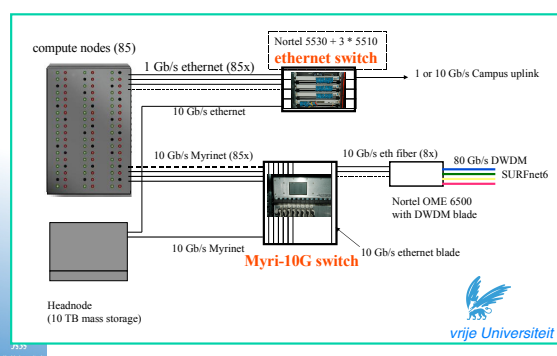 Nortel 5530 + 3 * 5510
ethernet switch
compute nodes (85)
1 Gb/s ethernet (85x)
1 or 10 Gb/s Campus uplink
10 Gb/s ethernet
10 Gb/s Myrinet (85x)
10 Gb/s eth fiber (8x)
80 Gb/s DWDM
SURFnet6
Nortel OME 6500
with DWDM blade
10 Gb/s Myrinet
10 Gb/s ethernet blade
Myri-10G switch
Headnode
(10 TB mass storage)
vrije Universiteit